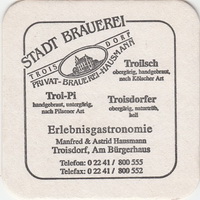 STADT BRAUEREI
TROISDORF
PRIVAT-BRAUEREI-HAUSMANN
Trollsch
obergärig, handgebraut,
nach Kölscher Art
Trol-Pi
handgebraut, untergärig,
nach Pilsener Art
Troisdorfer
obergärig, naturtrüb,
hell
Erlebnisgastronomie
Manfred & Astrid Hausmann
Troisdorf, Am Bürgerhaus
Telefon: 0 22 41 / 800 555
Telefax: 0 22 41 / 800 552